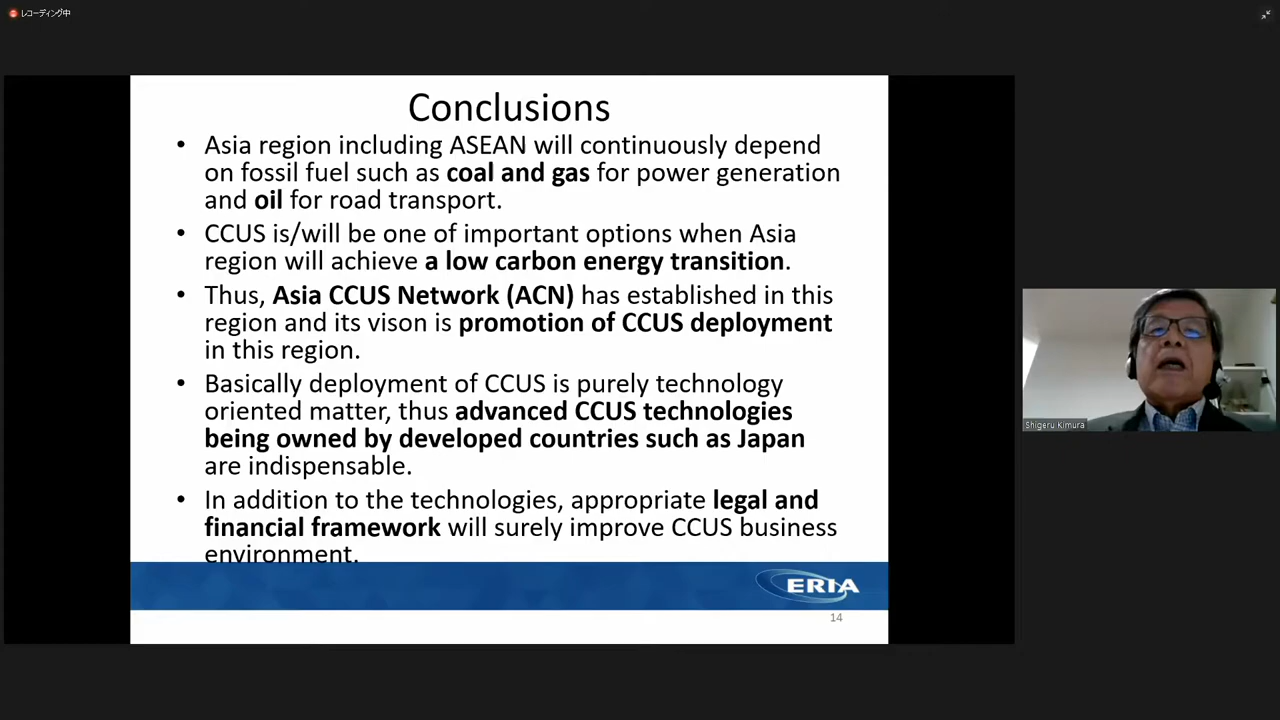 レコーディング中
Conclusions
• Asia region including ASEAN will continuously depend
on fossil fuel such as coal and gas for power generation
and oil for road transport.
• CCUS is/will be one of important options when Asia
region will achieve a low carbon energy transition.
• Thus, Asia CCUS Network (ACN) has established in this
region and its vison is promotion of CCUS deployment
in this region.
• Basically deployment of CCUS is purely technology
oriented matter, thus advanced CCUS technologies
being owned by developed countries such as Japan
are indispensable.
• In addition to the technologies, appropriate legal and
financial framework will surely improve CCUS business
environment.
ERIA
14
Shigeru Kimura